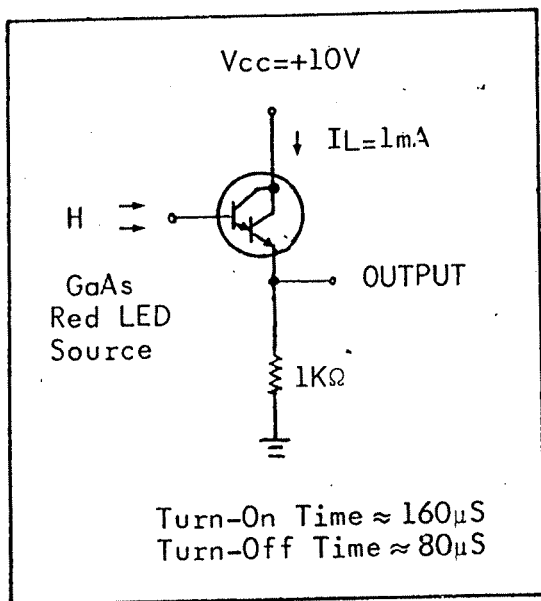 Vcc=+10V
IL=1mA
H
GaAs
Red LED
Source
OUTPUT
1KΩ
Turn-On Time ≈ 160μS
Turn-Off Time ≈ 80μS